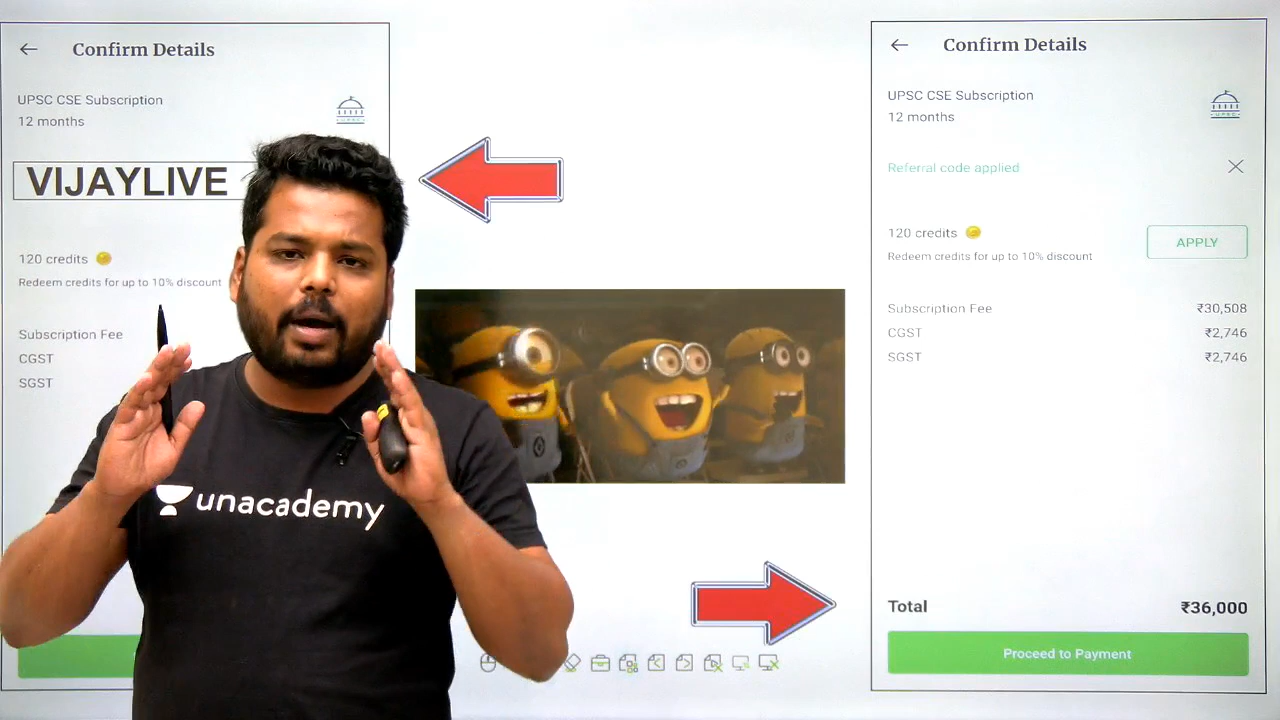 Confirm Details
UPSC CSE Subscription
12 months
VIJAYLIVE
120 credits
Redeem credits for up to 10% discount
Subscription Fee
CGST
SGST
unacademy
Confirm Details
UPSC CSE Subscription
12 months
UPSC
Referral code applied
120 credits
APPLY
Redeem credits for up to 10% discount
Subscription Fee ₹30,508
CGST ₹2,746
SGST ₹2,746
Total ₹36,000
Proceed to Payment